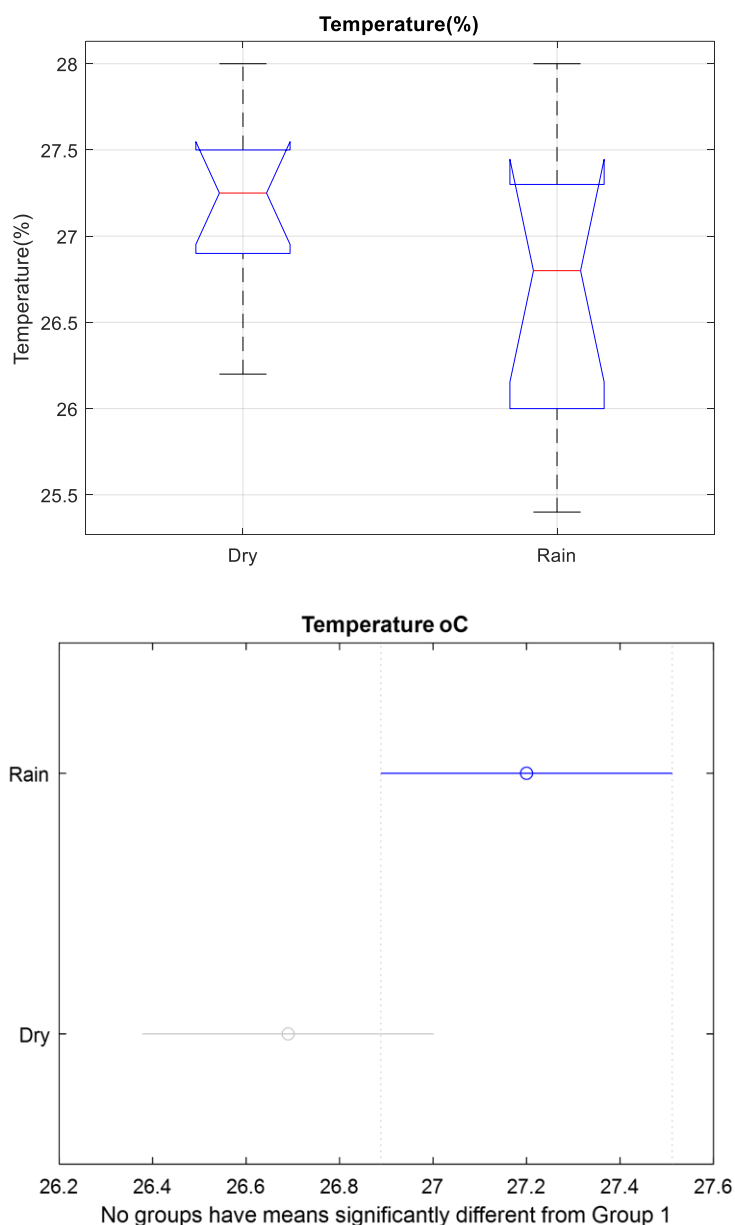 Temperature(%)
28
27.5
27
26.5
26
25.5
Temperature(%)
Dry Rain
Temperature oC
Rain
Dry
26.2 26.4 26.6 26.8 27 27.2 27.4 27.6
No groups have means significantly different from Group 1